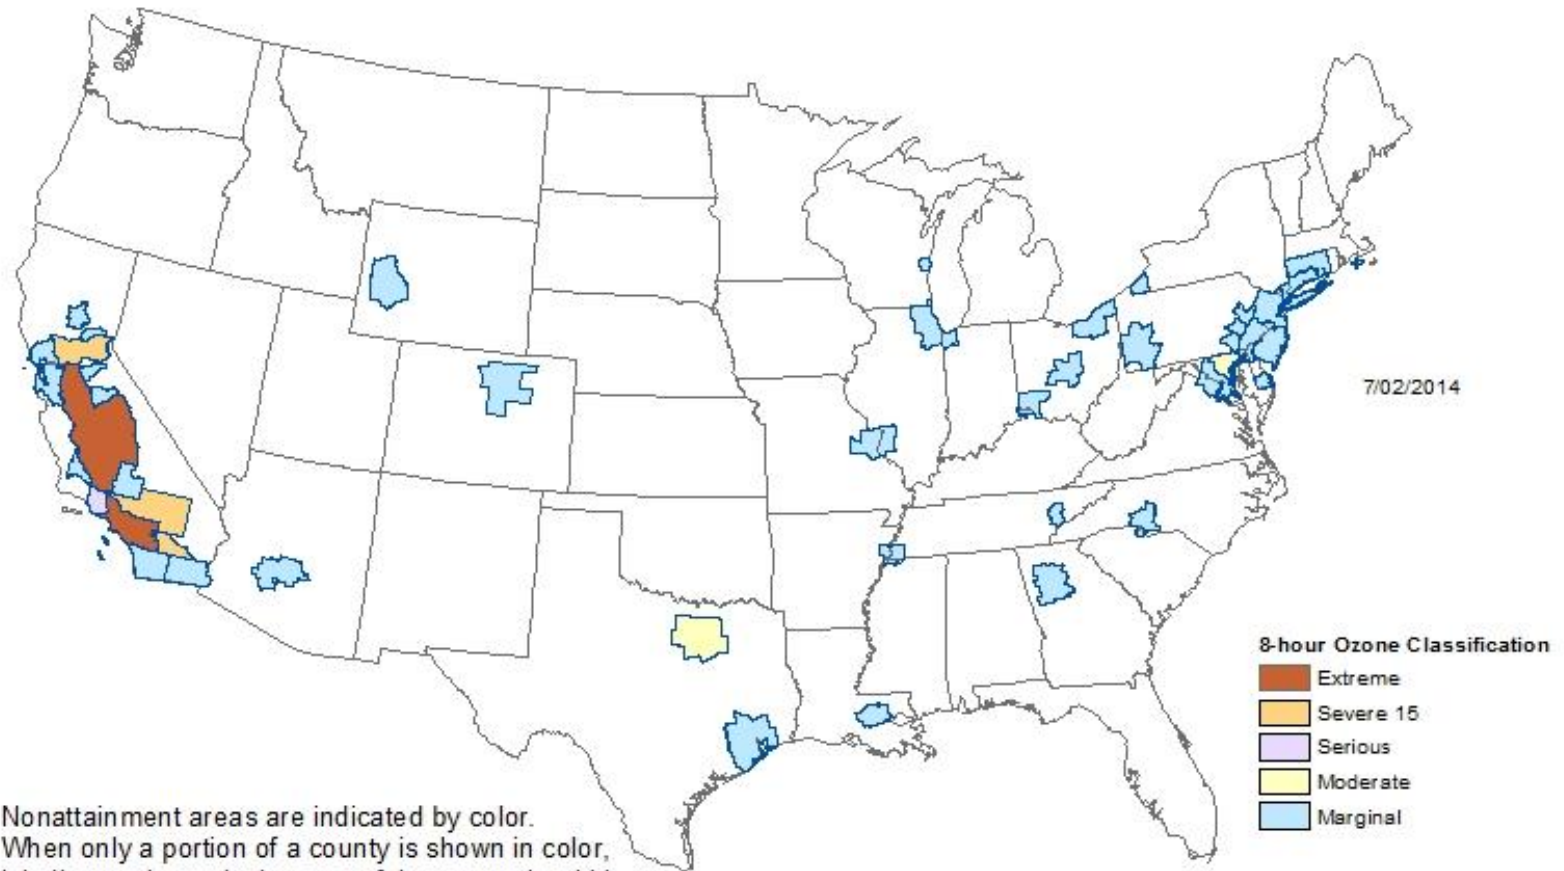 7/02/2014
8-hour Ozone Classification
Extreme
Severe 15
Serious
Moderate
Marginal
Nonattainment areas are indicated by color.
When only a portion of a county is shown in color,